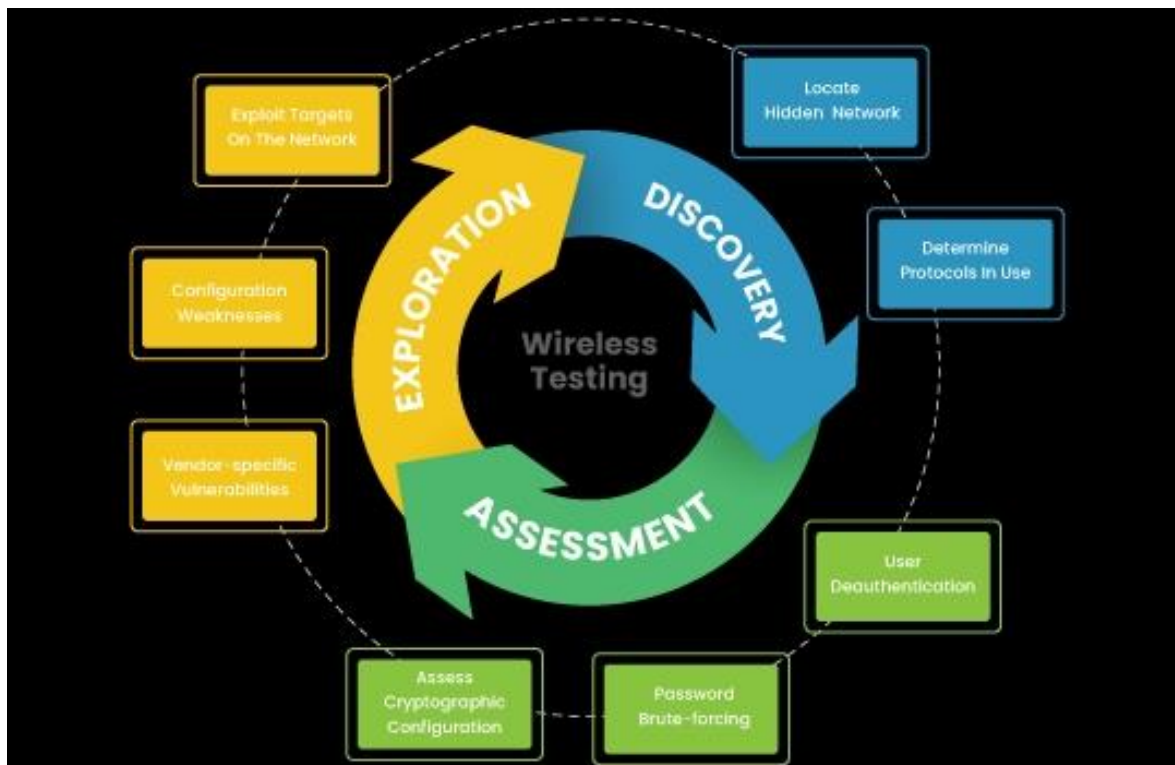 Exploit Targets
On The Network
Locate
Hidden Network
Determine
Protocols In Use
Configuration
Weaknesses
Vendor-specific
Vulnerabilities
EXPLORATION
DISCOVERY
ASSESSMENT
Wireless
Testing
User
Deauthentication
Assess
Cryptographic
Configuration
Password
Brute-forcing